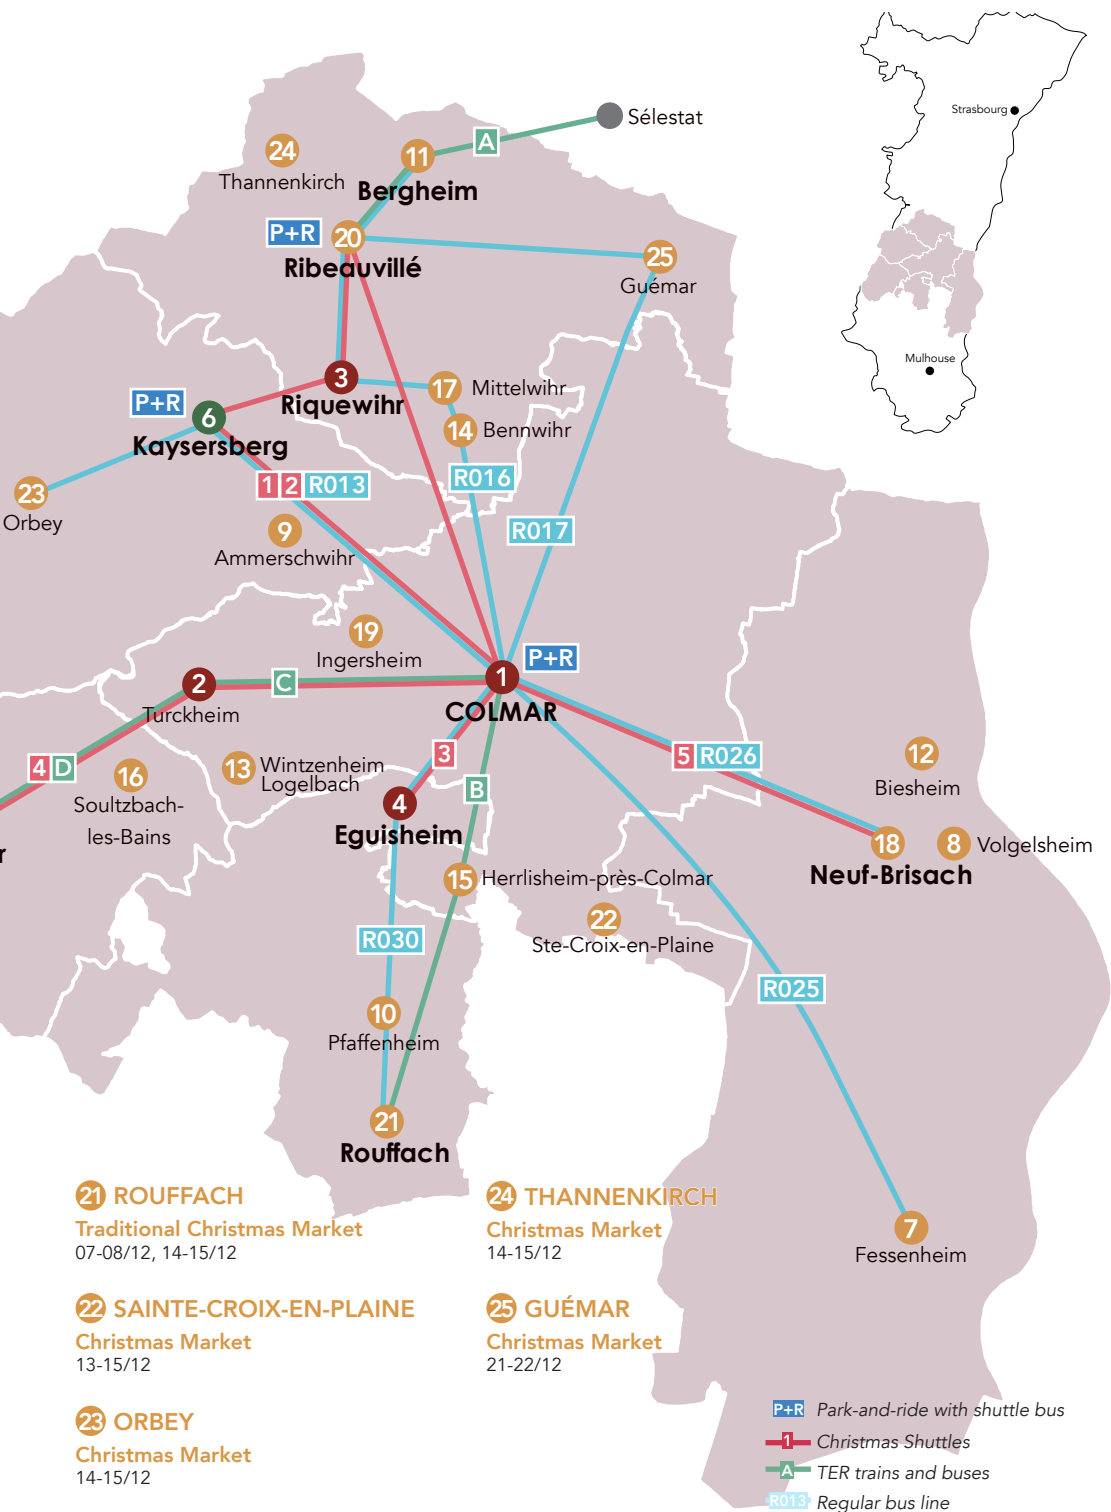 Strasbourg
Sélestat
A
11
24
Thannenkirch
Bergheim
P+R
20
25
Ribeauvillé
Guémar
Mulhouse
3
17 Mittelwihr
P+R
Riquewihr
6
14 Bennwihr
Kaysersberg
R016
1 2 R013
23
Orbey
9
R017
Ammerschwihr
19
Ingersheim
P+R
1
2
C
COLMAR
Turckheim
3
5 R026
12
4 D
16
13 Wintzenheim
Logelbach
Biesheim
B
Soultzbach-
les-Bains
4
Eguisheim
18
8 Volgelsheim
r
Neuf-Brisach
15 Herrlisheim-près-Colmar
22
R030
Ste-Croix-en-Plaine
R025
10
Pfaffenheim
21
Rouffach
7
Fessenheim
21 ROUFFACH
Traditional Christmas Market
07-08/12, 14-15/12
22 SAINTE-CROIX-EN-PLAINE
Christmas Market
13-15/12
23 ORBEY
Christmas Market
14-15/12
24 THANNENKIRCH
Christmas Market
14-15/12
25 GUÉMAR
Christmas Market
21-22/12
P+R Park-and-ride with shuttle bus
1 Christmas Shuttles
A TER trains and buses
R013 Regular bus line